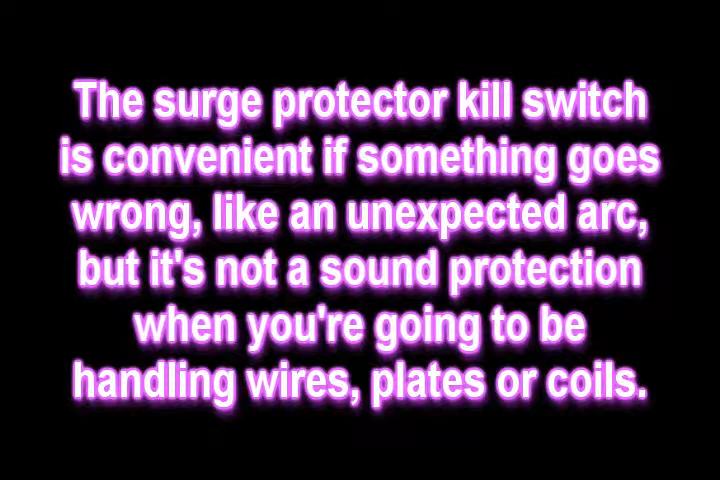 The surge protector kill switch
is convenient if something goes
wrong, like an unexpected arc,
but it's not a sound protection
when you're going to be
handling wires, plates or coils.